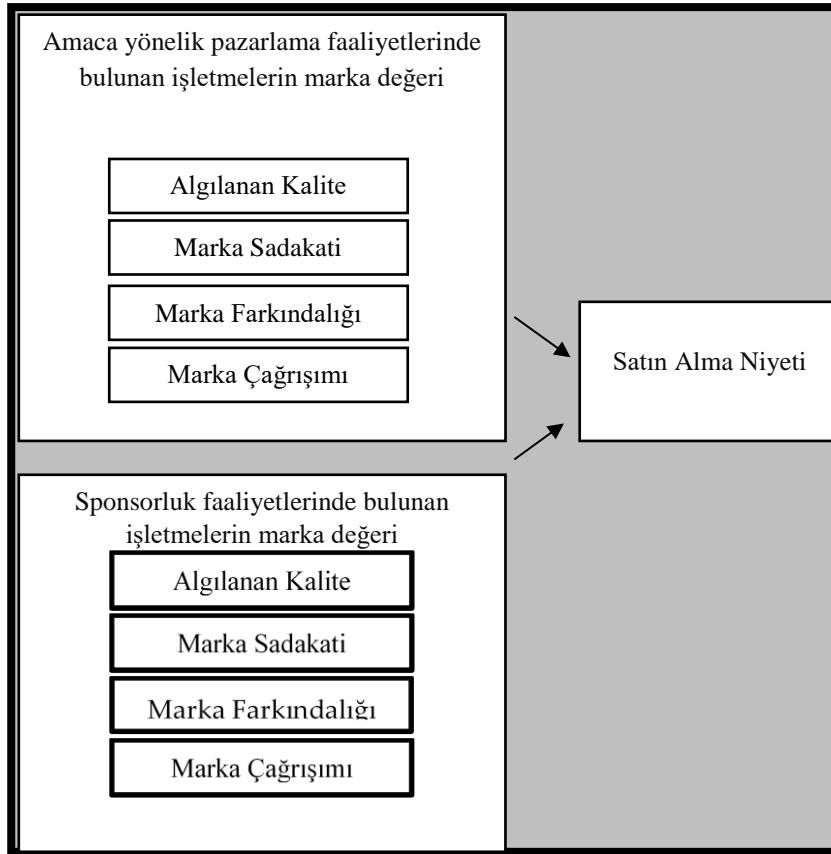 Amaca yönelik pazarlama faaliyetlerinde
bulunan işletmelerin marka değeri
Algılanan Kalite
Marka Sadakati
Marka Farkındalığı
Marka Çağrışımı
Satın Alma Niyeti
Sponsorluk faaliyetlerinde bulunan
işletmelerin marka değeri
Algılanan Kalite
Marka Sadakati
Marka Farkındalığı
Marka Çağrışımı